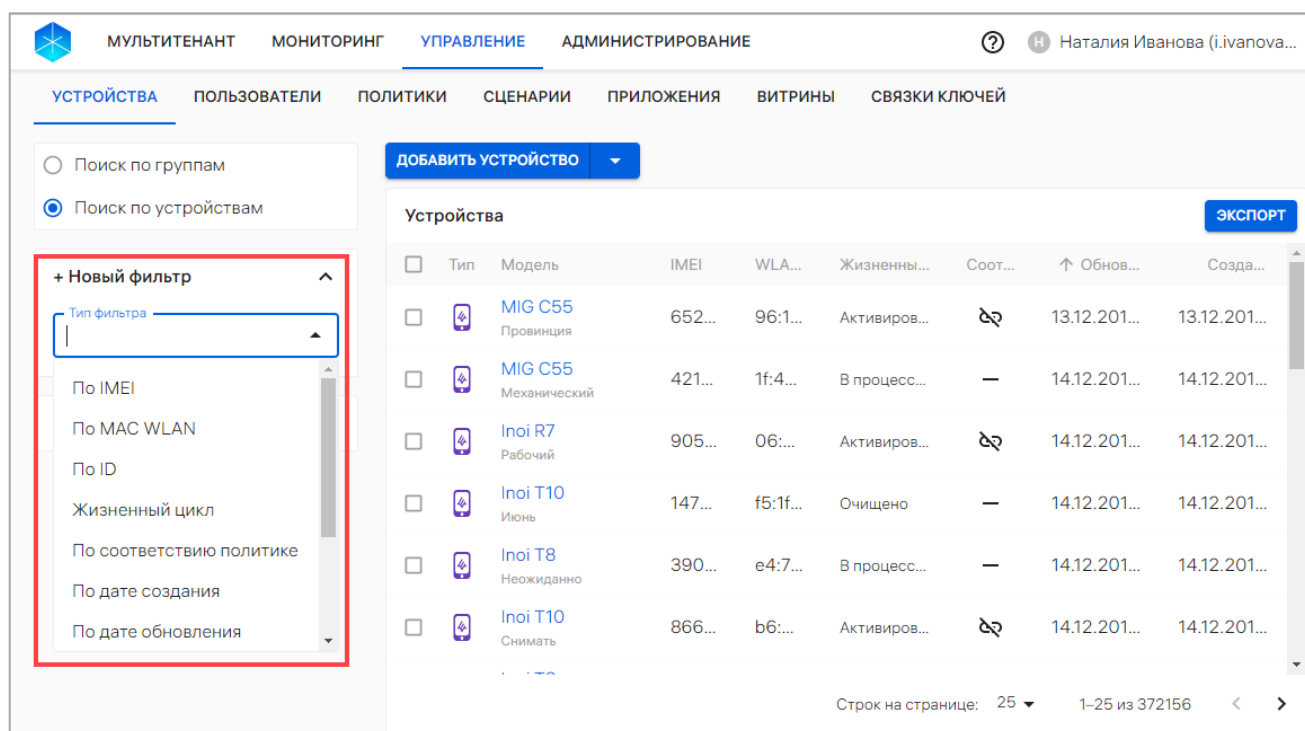 МУЛЬТИТЕНАНТ МОНИТОРИНГ УПРАВЛЕНИЕ АДМИНИСТРИРОВАНИЕ Н Наталия Иванова (i.ivanova...
УСТРОЙСТВА ПОЛЬЗОВАТЕЛИ ПОЛИТИКИ СЦЕНАРИИ ПРИЛОЖЕНИЯ ВИТРИНЫ СВЯЗКИ КЛЮЧЕЙ
Поиск по группам
Поиск по устройствам
+ Новый фильтр
Тип фильтра
По IMEI
По MAC WLAN
По ID
Жизненный цикл
По соответствию политике
По дате создания
По дате обновления
ДОБАВИТЬ УСТРОЙСТВО
Устройства ЭКСПОРТ
Тип Модель IMEI WLA... Жизненны... Соот... Обнов... Созда...
MIG C55 652... 96:1... Активиров... 13.12.201... 13.12.201...
Провинция
MIG C55 421... 1f:4... В процесс... 14.12.201... 14.12.201...
Механический
Inoi R7 905... 06:... Активиров... 14.12.201... 14.12.201...
Рабочий
Inoi T10 147... f5:1f... Очищено 14.12.201... 14.12.201...
Июнь
Inoi T8 390... e4:7... В процесс... 14.12.201... 14.12.201...
Неожиданно
Inoi T10 866... b6:... Активиров... 14.12.201... 14.12.201...
Снимать
Строк на странице: 25 1–25 из 372156